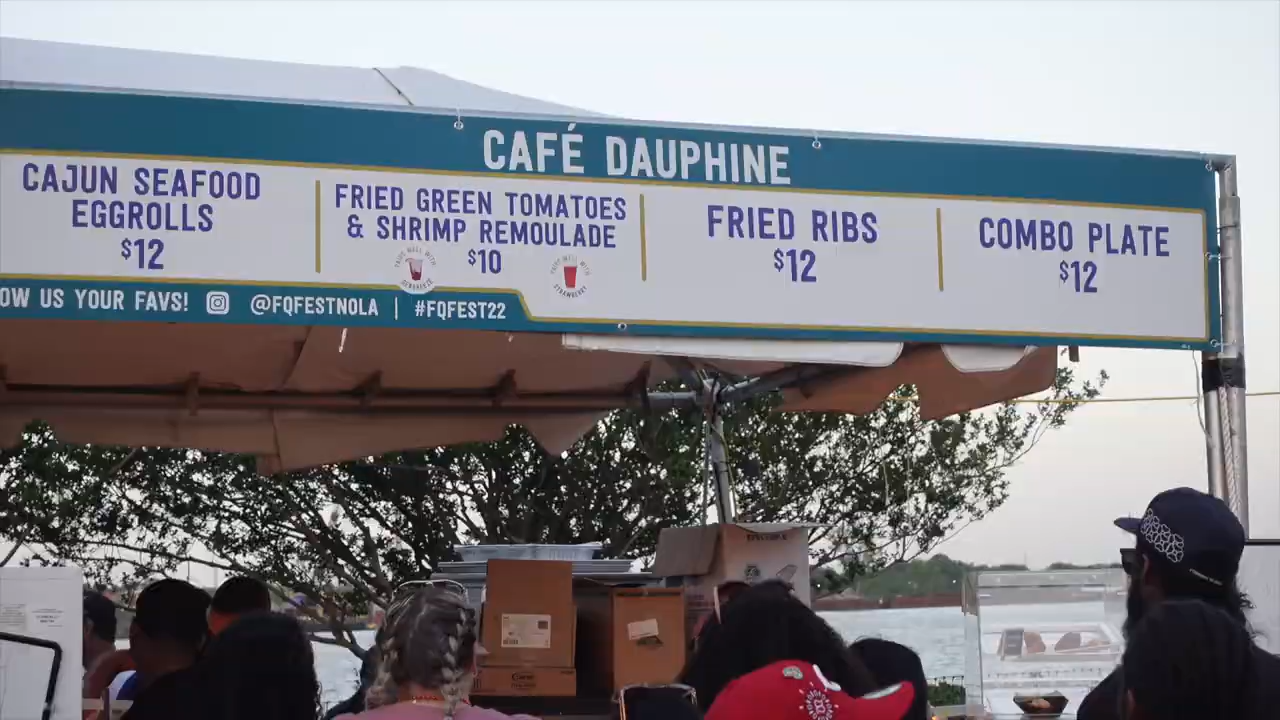 CAFÉ DAUPHINE
CAJUN SEAFOOD
EGGROLLS
$12
FRIED GREEN TOMATOES
& SHRIMP REMOULADE
$10
FRIED RIBS
$12
COMBO PLATE
$12
OW US YOUR FAVS! @FQFESTNOLA | #FQFEST22